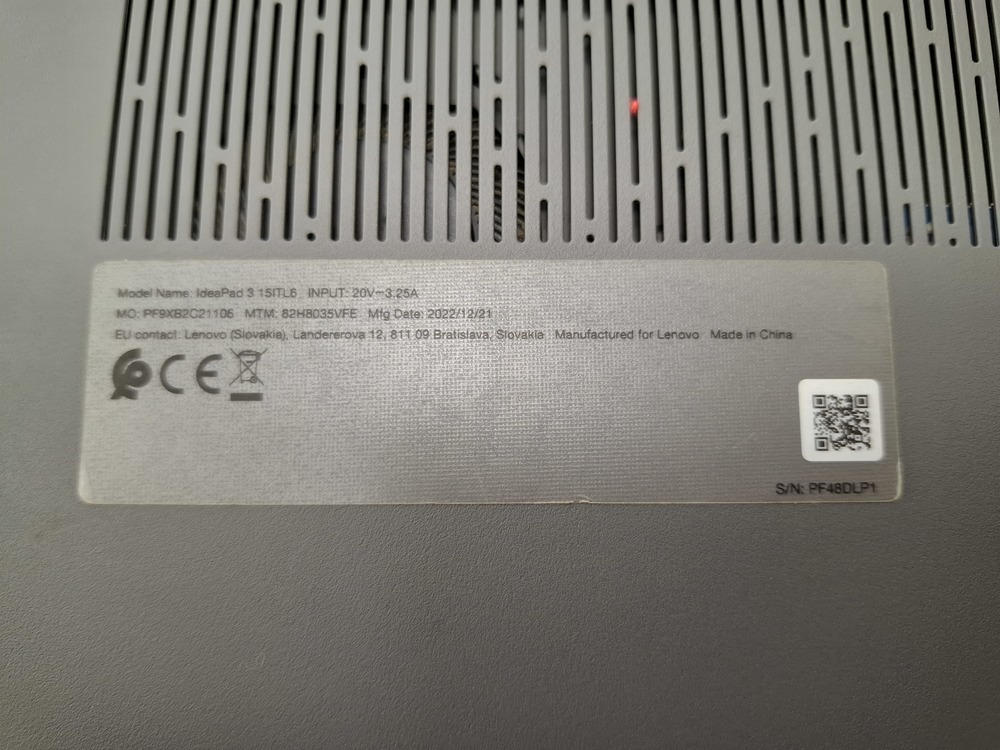 Model Name: IdeaPad 3 15ITL6 INPUT: 20V⎓3.25A
MO: PF9XB2C21106 MTM: 82H8035VFE Mfg Date: 2022/12/21
EU contact: Lenovo (Slovakia), Landererova 12, 811 09 Bratislava, Slovakia Manufactured for Lenovo Made in China
CE
S/N: PF48DLP1